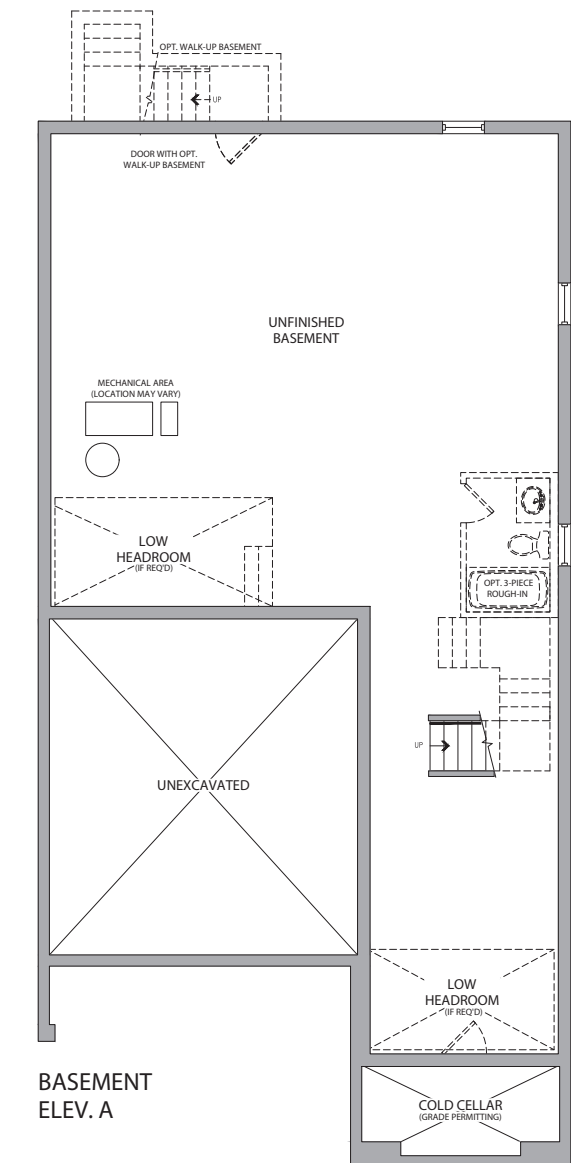 OPT. WALK-UP BASEMENT
UP
DOOR WITH OPT.
WALK-UP BASEMENT
UNFINISHED
BASEMENT
MECHANICAL AREA
(LOCATION MAY VARY)
LOW
HEADROOM
(IF REQ'D)
OPT. 3-PIECE
ROUGH-IN
UP
UNEXCAVATED
LOW
HEADROOM
(IF REQ'D)
BASEMENT
ELEV. A
COLD CELLAR
(GRADE PERMITTING)